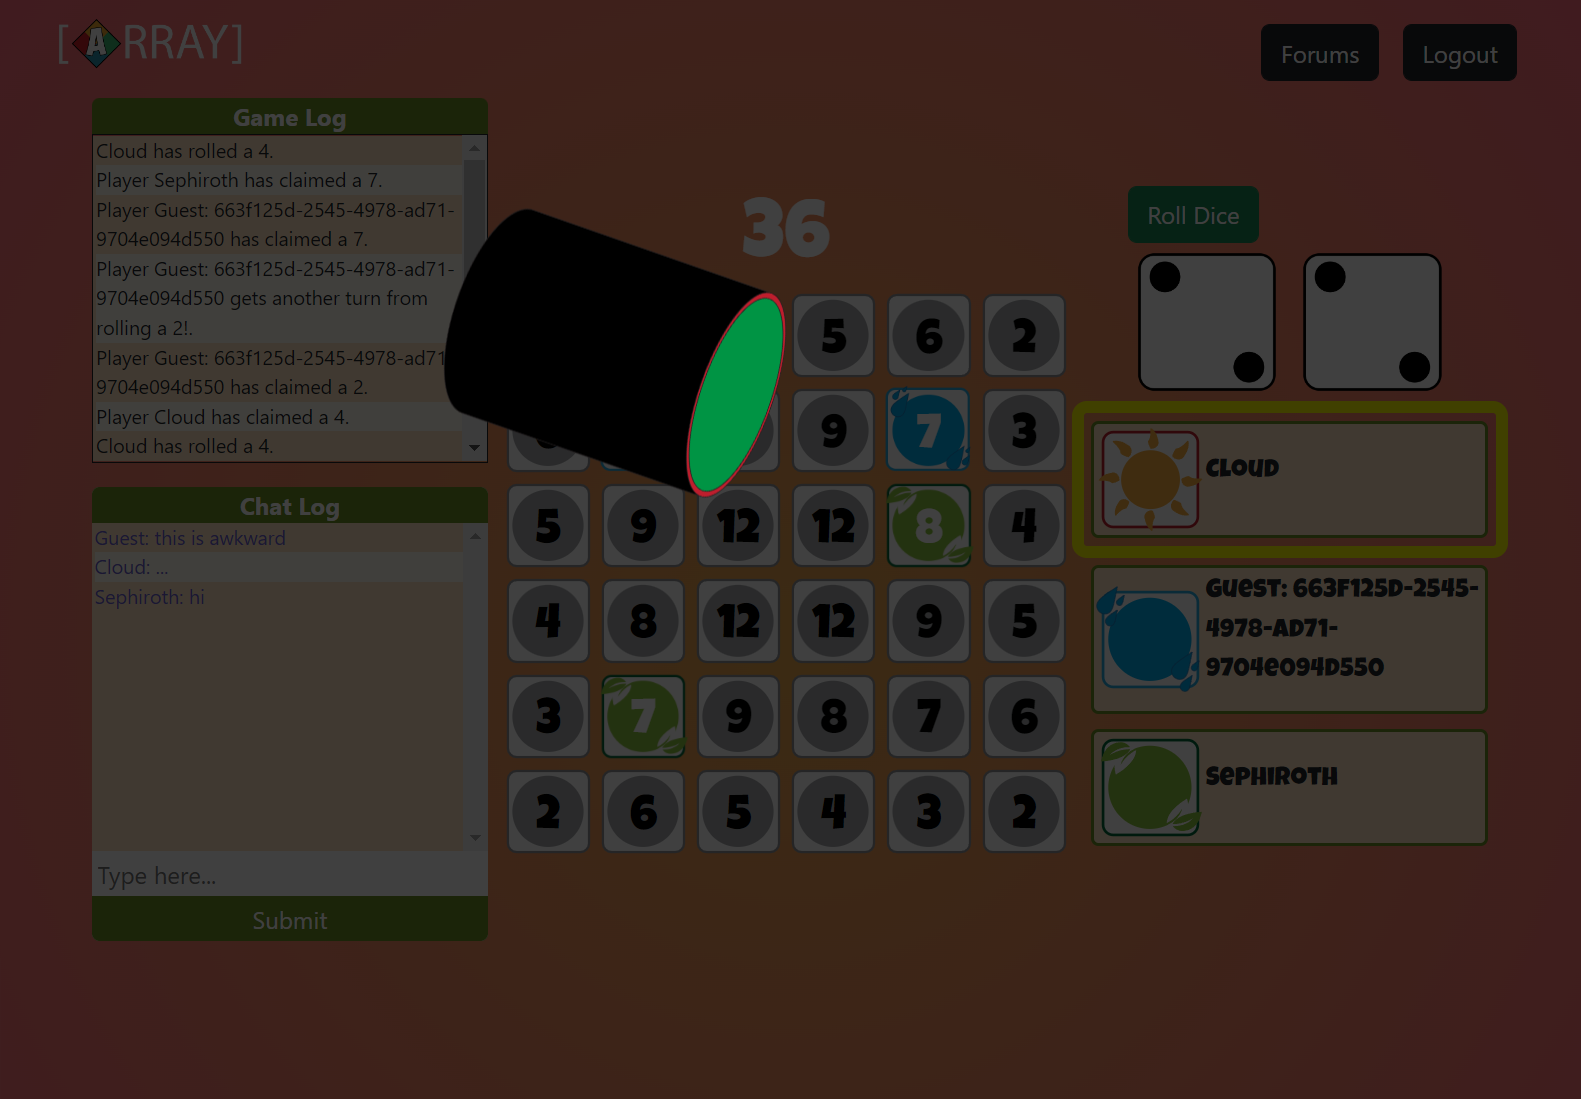 [ARRAY]
Forums
Logout
Game Log
Cloud has rolled a 4.
Player Sephiroth has claimed a 7.
Player Guest: 663f125d-2545-4978-ad71-
9704e094d550 has claimed a 7.
Player Guest: 663f125d-2545-4978-ad71-
9704e094d550 gets another turn from
rolling a 2!.
Player Guest: 663f125d-2545-4978-ad71
9704e094d550 has claimed a 2.
Player Cloud has claimed a 4.
Cloud has rolled a 4.
Chat Log
Guest: this is awkward
Cloud: ...
Sephiroth: hi
Type here...
Submit
36
5 6 2
9 7 3
5 9 12 12 8 4
4 8 12 12 9 5
3 7 9 8 7 6
2 6 5 4 3 2
Roll Dice
Cloud
Guest: 663f125d-2545-
4978-ad71-
9704e094d550
Sephiroth